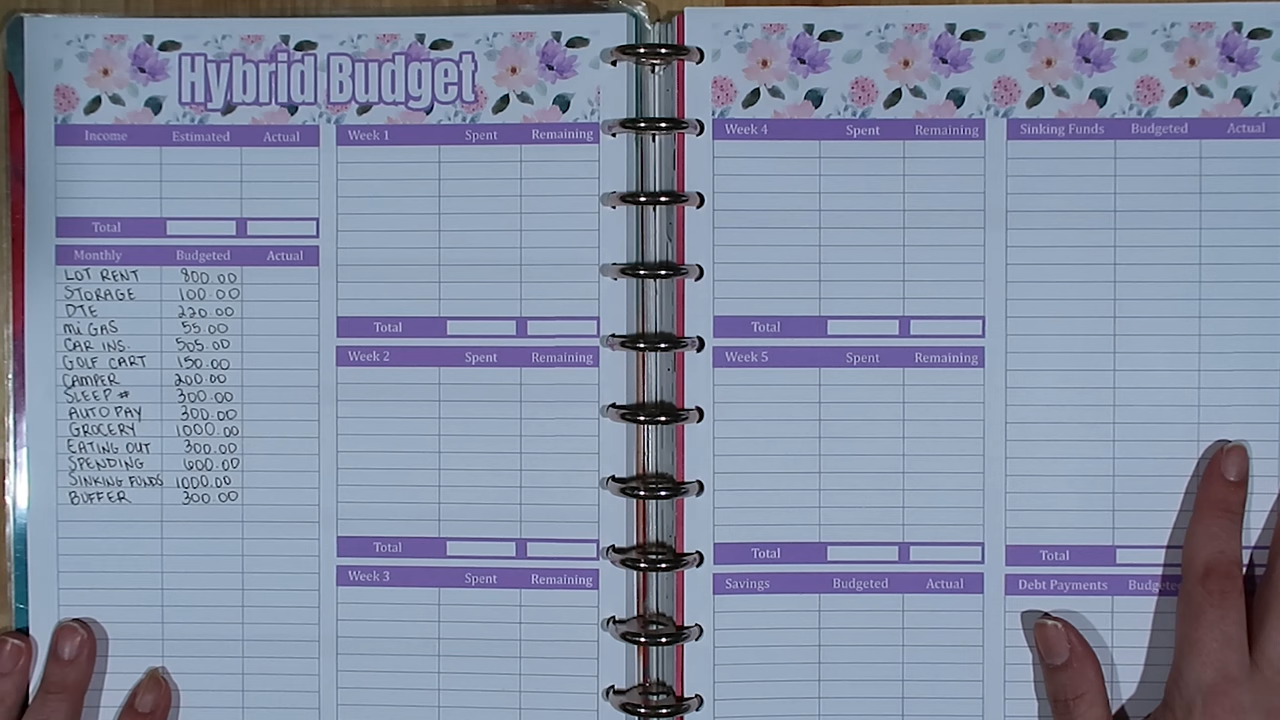 Hybrid Budget
Income Estimated Actual
Total
Monthly Budgeted Actual
LOT RENT 800.00
STORAGE 100.00
DTE 220.00
mi GAS 55.00
CAR INS. 505.00
GOLF CART 150.00
CAMPER 200.00
SLEEP # 300.00
AUTO PAY 300.00
GROCERY 1000.00
EATING OUT 300.00
SPENDING 600.00
SINKING FUNDS 1000.00
BUFFER 300.00
Week 1 Spent Remaining
Total
Week 2 Spent Remaining
Total
Week 3 Spent Remaining
Week 4 Spent Remaining
Total
Week 5 Spent Remaining
Total
Savings Budgeted Actual
Sinking Funds Budgeted Actual
Total
Debt Payments Budgete